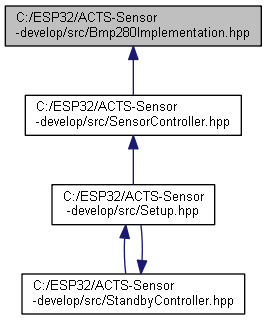 C:/ESP32/ACTS-Sensor
-develop/src/Bmp280Implementation.hpp
C:/ESP32/ACTS-Sensor
-develop/src/SensorController.hpp
C:/ESP32/ACTS-Sensor
-develop/src/Setup.hpp
C:/ESP32/ACTS-Sensor
-develop/src/StandbyController.hpp